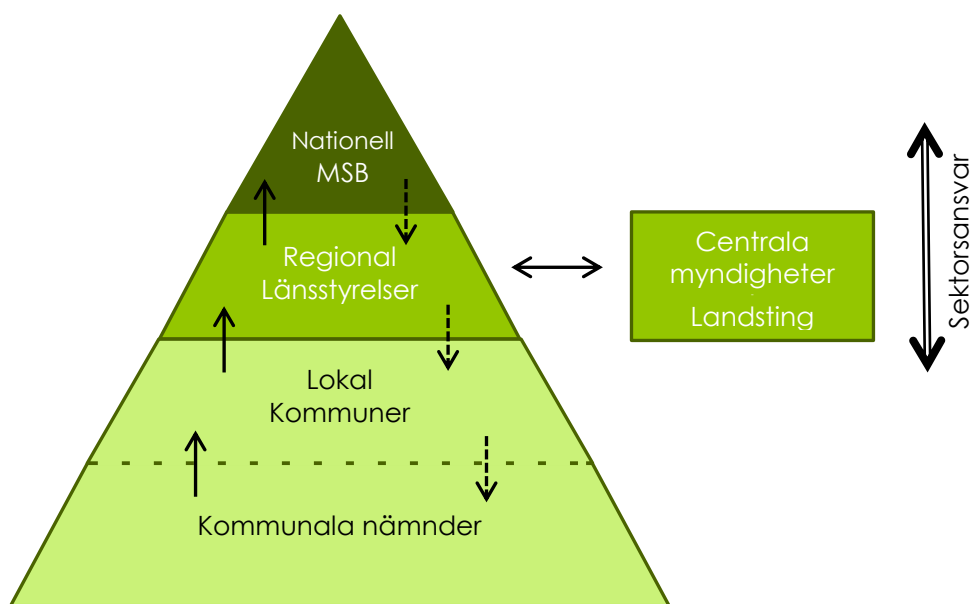 Nationell
MSB
Regional
Länsstyrelser
Lokal
Kommuner
Kommunala nämnder
Centrala
myndigheter
Landsting
Sektorsansvar